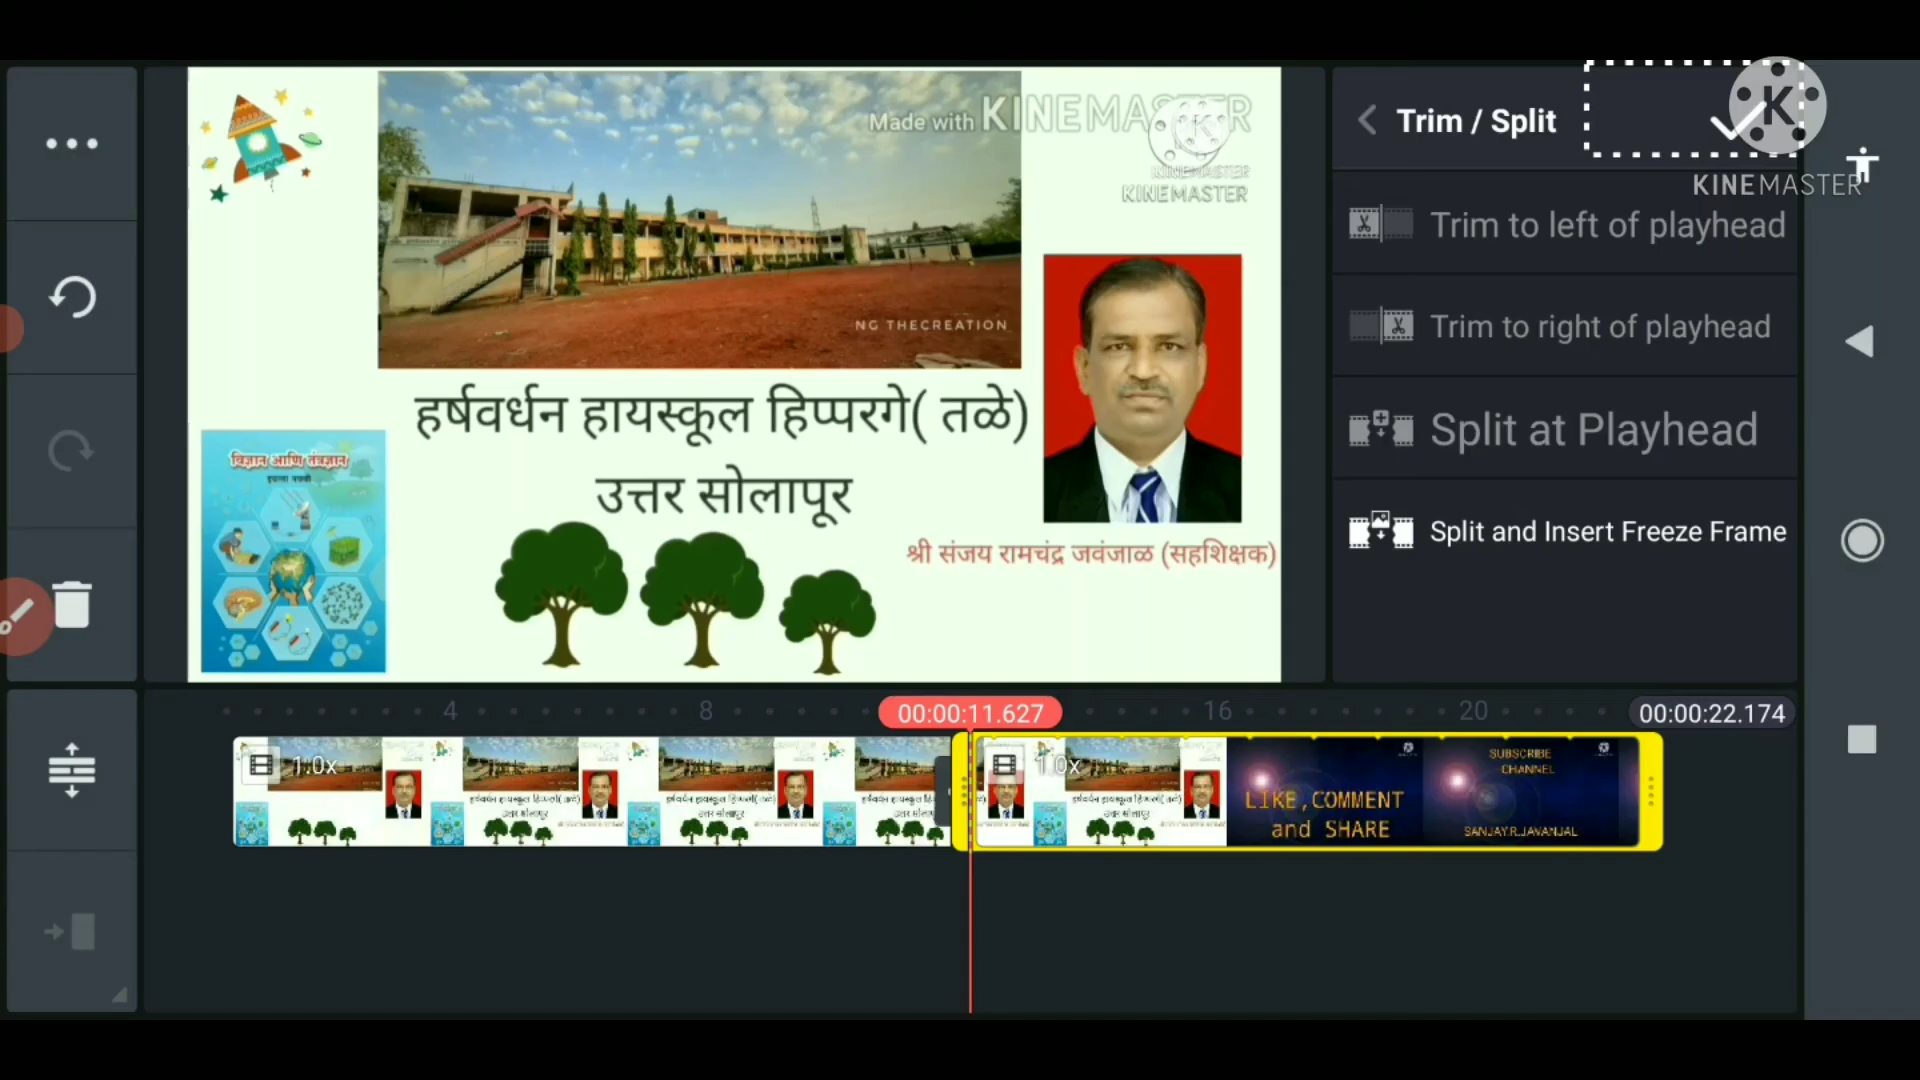 Made with KINEMASTER
KINEMASTER
KINEMASTER
NG THECREATION
हर्षवर्धन हायस्कूल हिप्परगे( तळे)
उत्तर सोलापूर
श्री संजय रामचंद्र जवंजाळ (सहशिक्षक)
विज्ञान आणि तंत्रज्ञान
Trim / Split
KINEMASTER
Trim to left of playhead
Trim to right of playhead
Split at Playhead
Split and Insert Freeze Frame
4
8
00:00:11.627
16
20
00:00:22.174
1.0x
1.0x
LIKE,COMMENT
and SHARE
SUBSCRIBE
CHANNEL
SANJAY.R.JAVANJAL